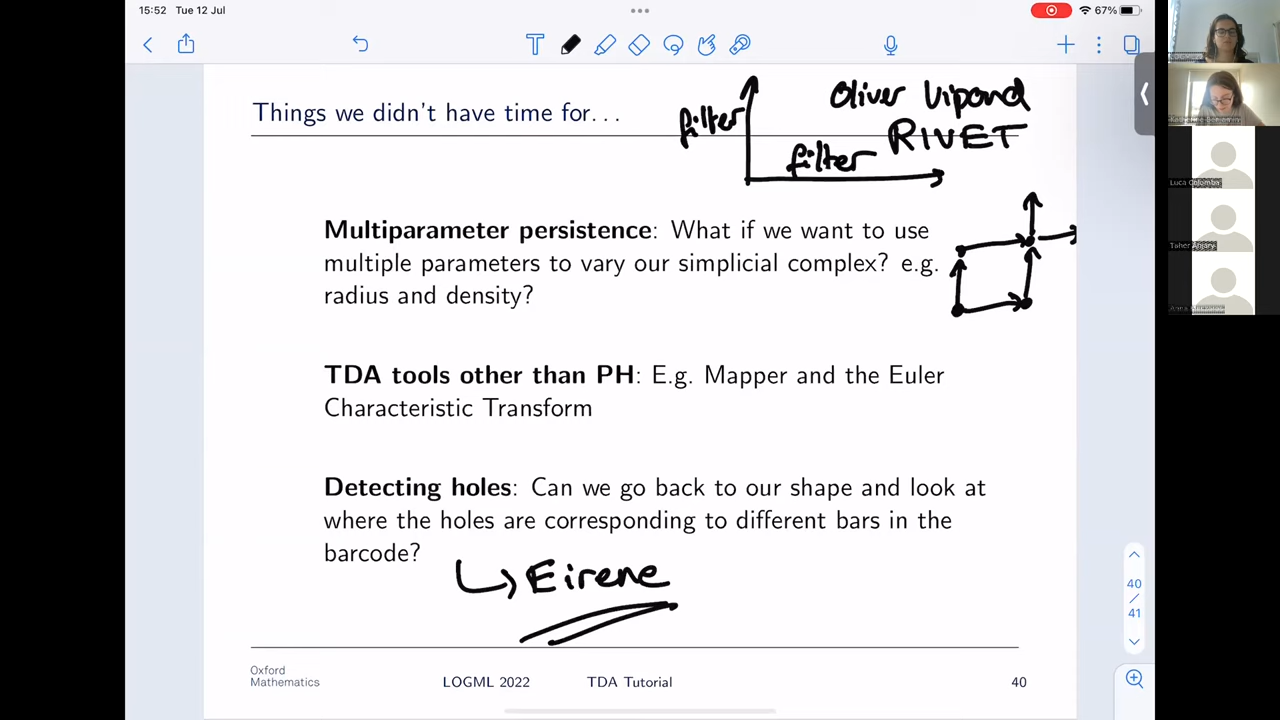 15:52 Tue 12 Jul
67%
Things we didn't have time for...
filter
filter
Oliver Vipond
RIVET
Multiparameter persistence: What if we want to use
multiple parameters to vary our simplicial complex? e.g.
radius and density?
TDA tools other than PH: E.g. Mapper and the Euler
Characteristic Transform
Detecting holes: Can we go back to our shape and look at
where the holes are corresponding to different bars in the
barcode?
Eirene
40
/
41
Oxford
Mathematics
LOGML 2022
TDA Tutorial
40
Katherine Benjamin
Luca Colombo